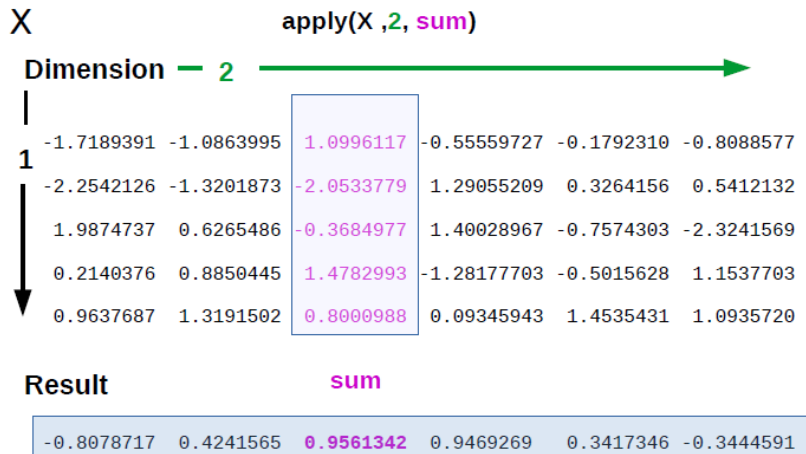 X apply(X ,2, sum)
Dimension 2
1
-1.7189391 -1.0863995 1.0996117 -0.55559727 -0.1792310 -0.8088577
-2.2542126 -1.3201873 -2.0533779 1.29055209 0.3264156 0.5412132
1.9874737 0.6265486 -0.3684977 1.40028967 -0.7574303 -2.3241569
0.2140376 0.8850445 1.4782993 -1.28177703 -0.5015628 1.1537703
0.9637687 1.3191502 0.8000988 0.09345943 1.4535431 1.0935720
Result sum
-0.8078717 0.4241565 0.9561342 0.9469269 0.3417346 -0.3444591